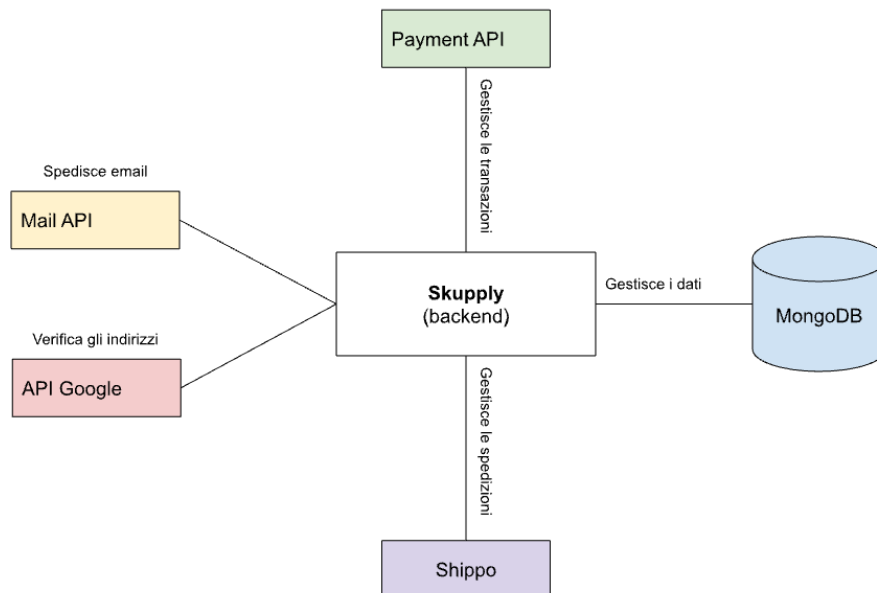 Payment API
Gestisce le transazioni
Spedisce email
Mail API
Skupply
(backend)
Gestisce i dati
MongoDB
Verifica gli indirizzi
API Google
Gestisce le spedizioni
Shippo